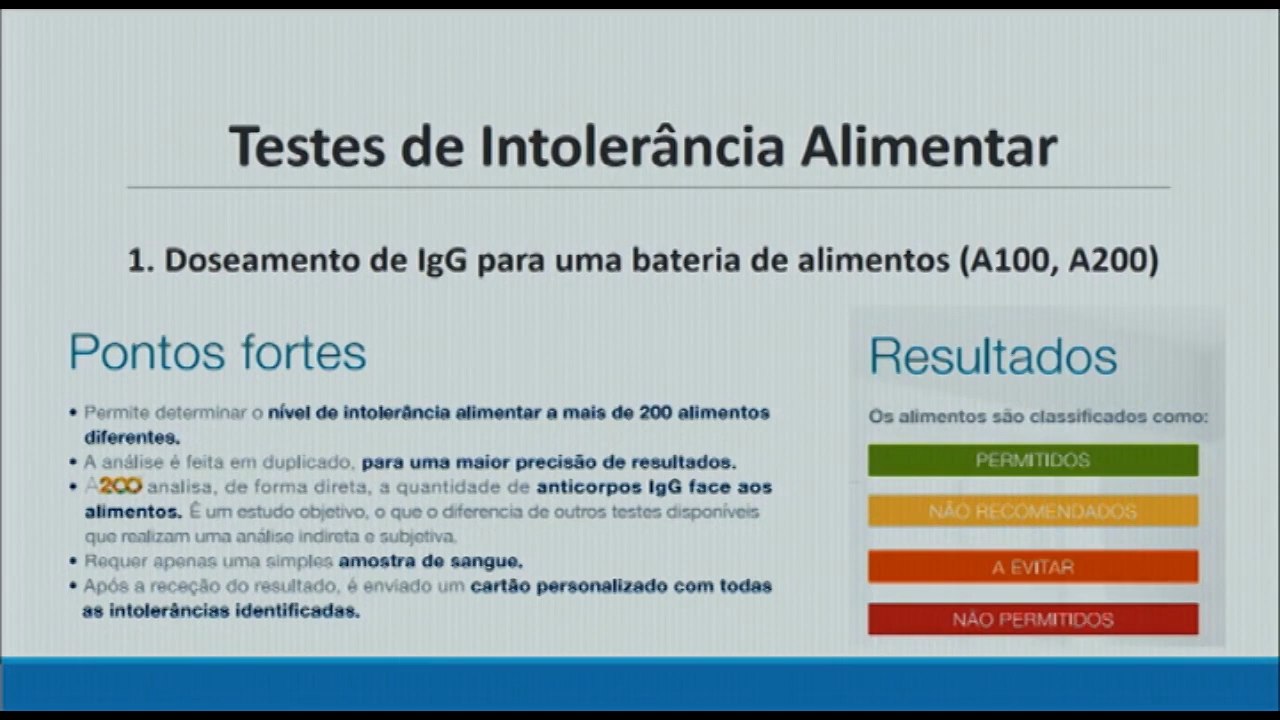 Testes de Intolerância Alimentar
1. Doseamento de IgG para uma bateria de alimentos (A100, A200)
Pontos fortes
• Permite determinar o nível de intolerância alimentar a mais de 200 alimentos
diferentes.
• A análise é feita em duplicado, para uma maior precisão de resultados.
• A200 analisa, de forma direta, a quantidade de anticorpos IgG face aos
alimentos. É um estudo objetivo, o que o diferencia de outros testes disponíveis
que realizam uma análise indireta e subjetiva.
• Requer apenas uma simples amostra de sangue.
• Após a receção do resultado, é enviado um cartão personalizado com todas
as intolerâncias identificadas.
Resultados
Os alimentos são classificados como:
PERMITIDOS
NÃO RECOMENDADOS
A EVITAR
NÃO PERMITIDOS